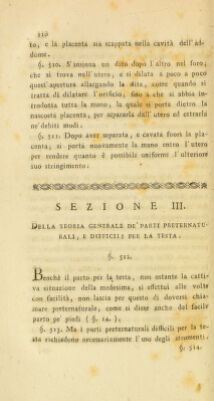 210
to, e la placenta sia scappata nella cavità dell'ad-
dome.
§. 510. S'insinua un dito dopo l'altro nel foro,
che si trova nell'utero, e si dilata a poco a poco
quest'apertura allargando le dita, come quando si
tratta di dilatare l'orificio, fino a che si abbia in-
trodotta tutta la mano, la quale si porta dietro la
nascosta placenta, per separarla dall'utero ed estrarla
ne' debiti modi.
§. 511. Dopo aver separata, e cavata fuori la pla-
centa, si porta nuovamente la mano entro l'utero
per rendere quanto è possibile uniforme l'ulteriore
suo stringimento.
SEZIONE III.
DELLA TEORIA GENERALE DE' PARTI PRETERNATU-
RALI, E DIFFICILI PER LA TESTA.
§. 512.
Benchè il parto per la testa, non ostante la catti-
va situazione della medesima, si effettui alle volte
con facilità, non lascia per questo di doversi chia-
mare preternaturale, come si disse anche del facile
parto pe' piedi ( §. 12. ).
§. 513. Ma i parti preternaturali difficili per la te-
sta richiedono necessariamente l'uso degli stromenti.
§. 514.